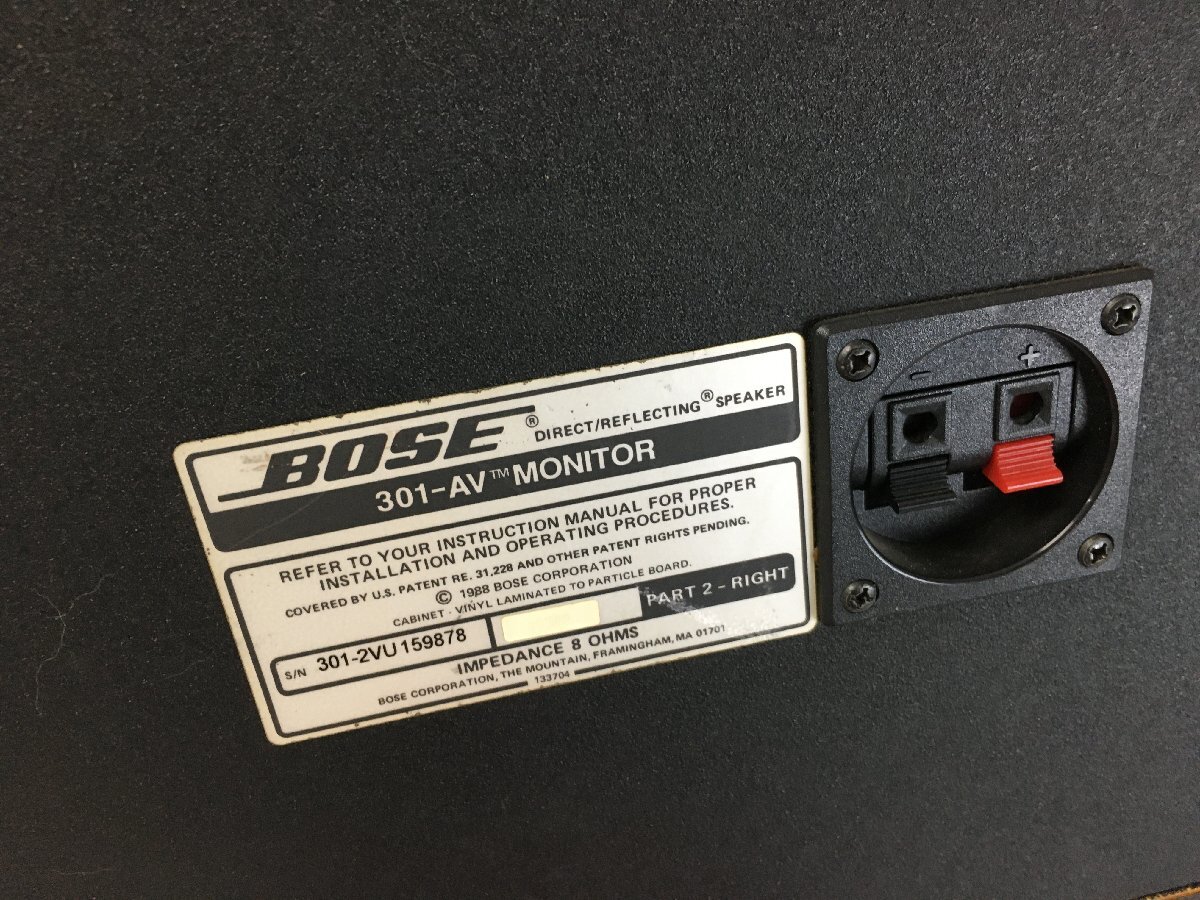 BOSE® DIRECT/REFLECTING® SPEAKER
301-AV™ MONITOR
REFER TO YOUR INSTRUCTION MANUAL FOR PROPER
INSTALLATION AND OPERATING PROCEDURES.
COVERED BY U.S. PATENT RE. 31,228 AND OTHER PATENT RIGHTS PENDING.
© 1988 BOSE CORPORATION
CABINET - VINYL LAMINATED TO PARTICLE BOARD.
S/N 301-2VU159878 PART 2 - RIGHT
IMPEDANCE 8 OHMS
BOSE CORPORATION, THE MOUNTAIN, FRAMINGHAM, MA 01701
133704
- +